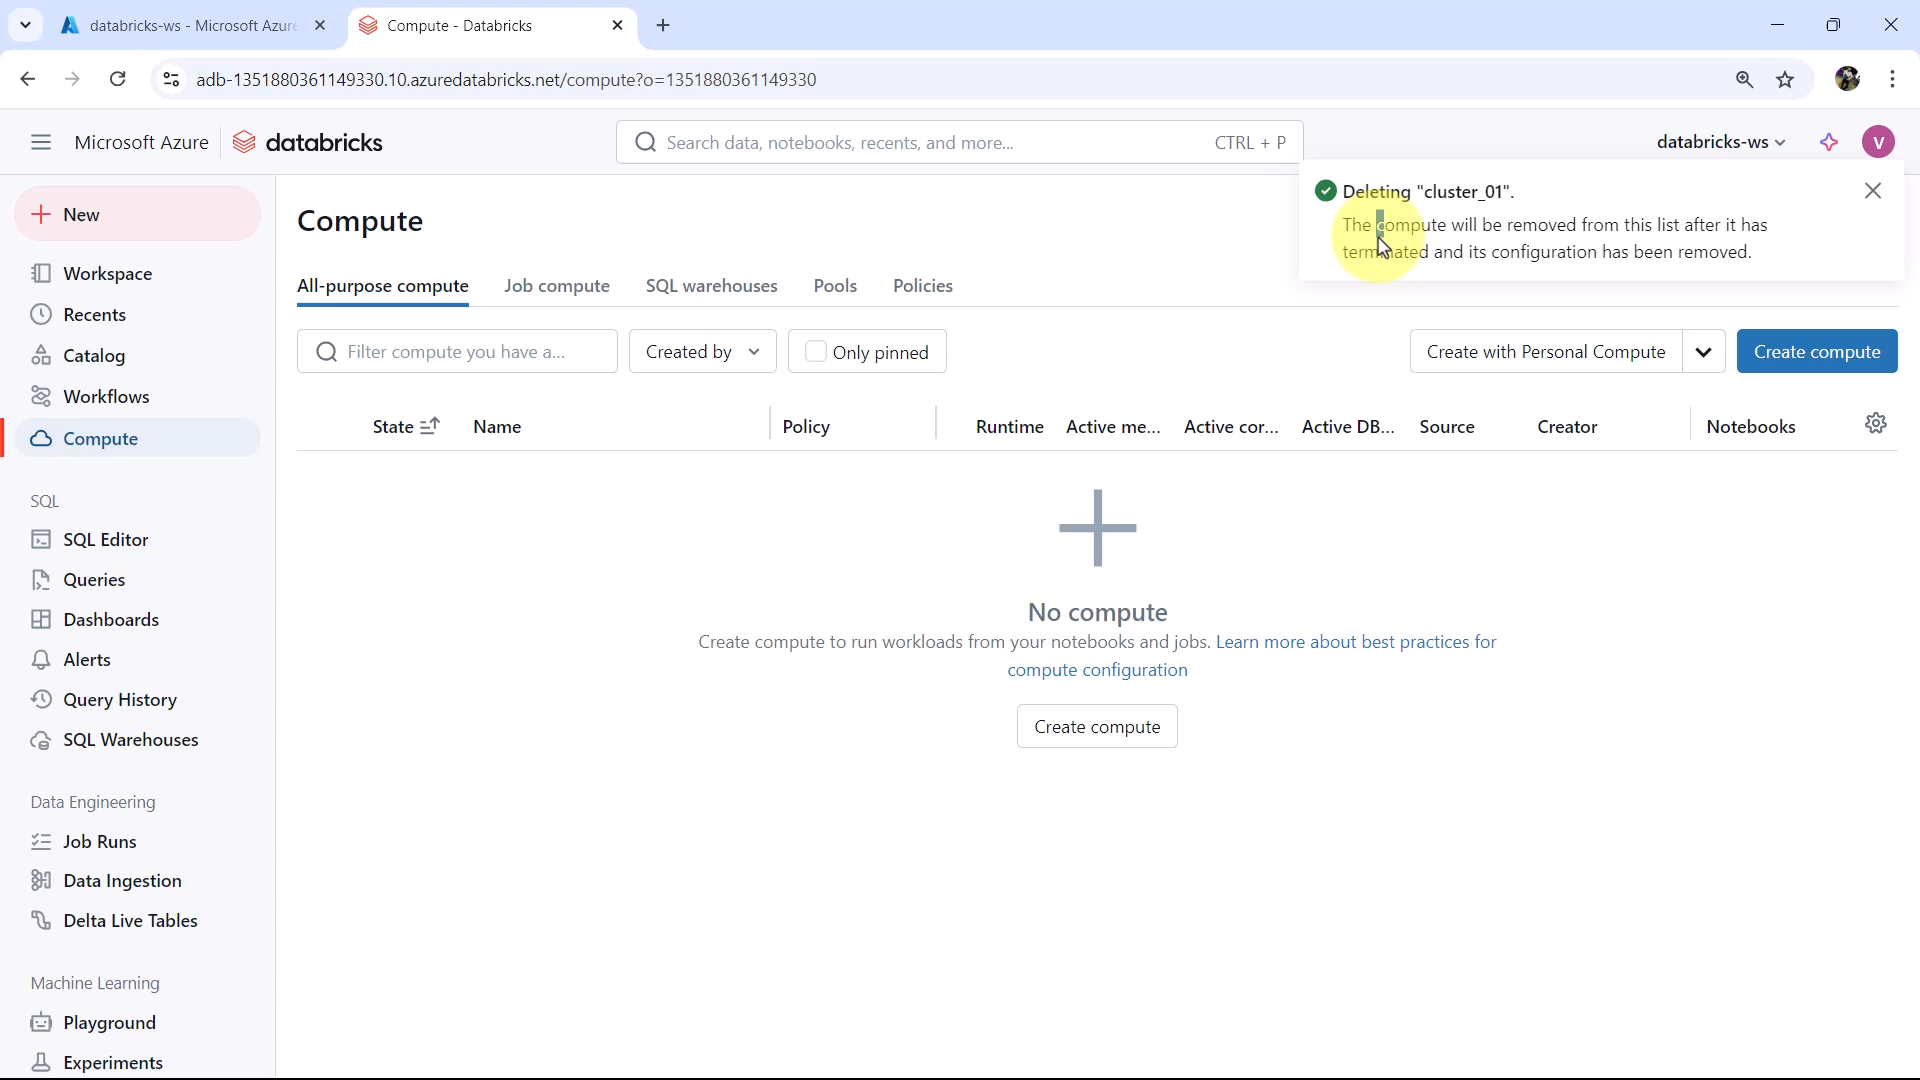 databricks-ws - Microsoft Azure
Compute - Databricks
adb-1351880361149330.10.azuredatabricks.net/compute?o=1351880361149330
Microsoft Azure
databricks
Search data, notebooks, recents, and more...
CTRL + P
databricks-ws
V
Deleting "cluster_01".
The compute will be removed from this list after it has
terminated and its configuration has been removed.
New
Workspace
Recents
Catalog
Workflows
Compute
SQL
SQL Editor
Queries
Dashboards
Alerts
Query History
SQL Warehouses
Data Engineering
Job Runs
Data Ingestion
Delta Live Tables
Machine Learning
Playground
Experiments
Compute
All-purpose compute
Job compute
SQL warehouses
Pools
Policies
Filter compute you have a...
Created by
Only pinned
Create with Personal Compute
Create compute
State
Name
Policy
Runtime
Active me...
Active cor...
Active DB...
Source
Creator
Notebooks
No compute
Create compute to run workloads from your notebooks and jobs. Learn more about best practices for
compute configuration
Create compute